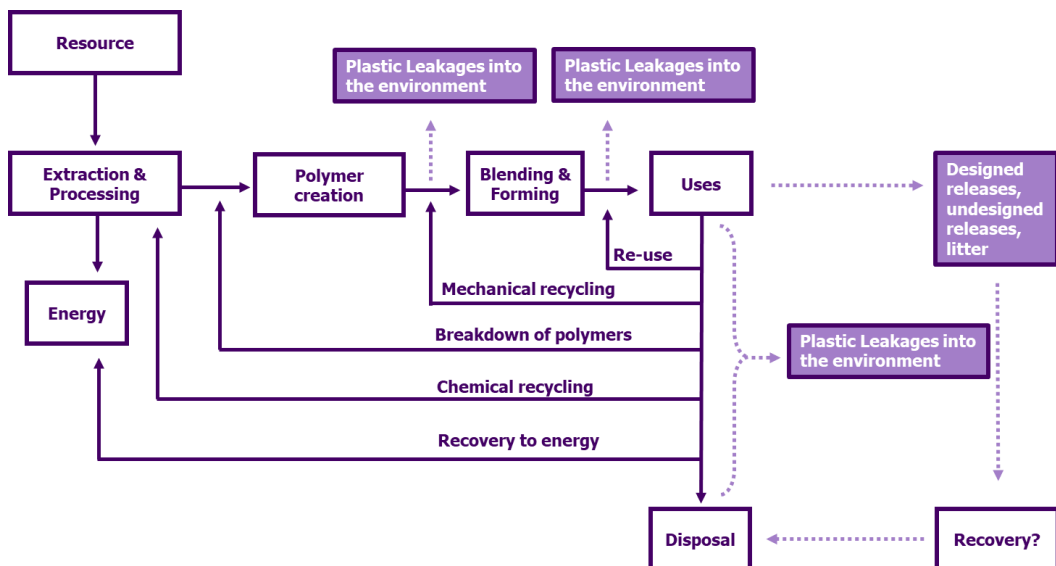 Resource
Plastic Leakages into
the environment
Plastic Leakages into
the environment
Extraction &
Processing
Polymer
creation
Blending &
Forming
Uses
Designed
releases,
undesigned
releases,
litter
Re-use
Mechanical recycling
Energy
Breakdown of polymers
Plastic Leakages into
the environment
Chemical recycling
Recovery to energy
Disposal
Recovery?